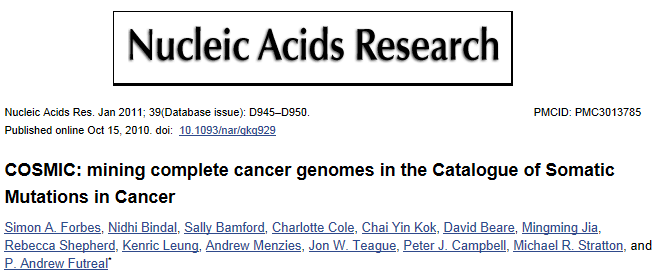 Nucleic Acids Research
Nucleic Acids Res. Jan 2011; 39(Database issue): D945–D950. PMCID: PMC3013785
Published online Oct 15, 2010. doi: 10.1093/nar/gkq929
COSMIC: mining complete cancer genomes in the Catalogue of Somatic
Mutations in Cancer
Simon A. Forbes, Nidhi Bindal, Sally Bamford, Charlotte Cole, Chai Yin Kok, David Beare, Mingming Jia,
Rebecca Shepherd, Kenric Leung, Andrew Menzies, Jon W. Teague, Peter J. Campbell, Michael R. Stratton, and
P. Andrew Futreal*